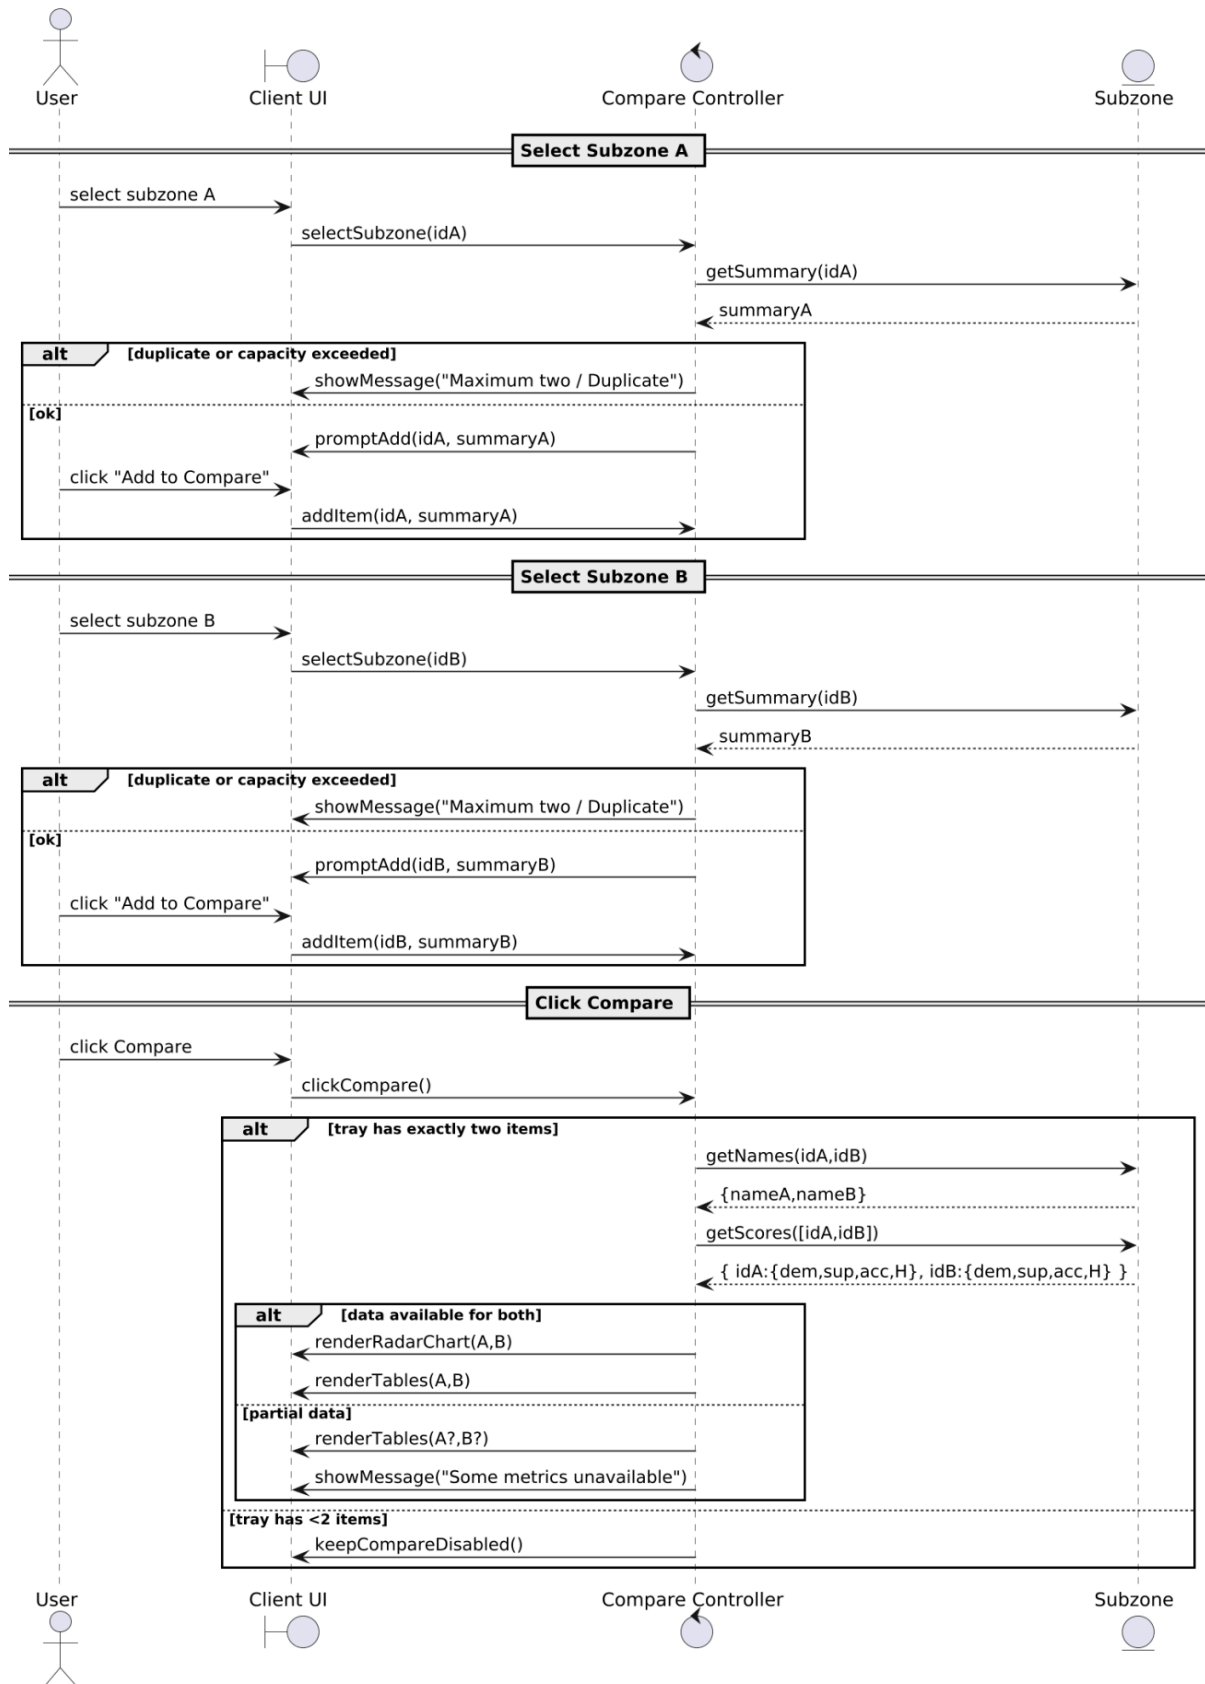 User
Client UI
Compare Controller
Subzone
Select Subzone A
select subzone A
selectSubzone(idA)
getSummary(idA)
summaryA
alt [duplicate or capacity exceeded]
showMessage("Maximum two / Duplicate")
[ok]
promptAdd(idA, summaryA)
click "Add to Compare"
addItem(idA, summaryA)
Select Subzone B
select subzone B
selectSubzone(idB)
getSummary(idB)
summaryB
alt [duplicate or capacity exceeded]
showMessage("Maximum two / Duplicate")
[ok]
promptAdd(idB, summaryB)
click "Add to Compare"
addItem(idB, summaryB)
Click Compare
click Compare
clickCompare()
alt [tray has exactly two items]
getNames(idA,idB)
{nameA,nameB}
getScores([idA,idB])
{ idA:{dem,sup,acc,H}, idB:{dem,sup,acc,H} }
alt [data available for both]
renderRadarChart(A,B)
renderTables(A,B)
[partial data]
renderTables(A?,B?)
showMessage("Some metrics unavailable")
[tray has <2 items]
keepCompareDisabled()
User
Client UI
Compare Controller
Subzone